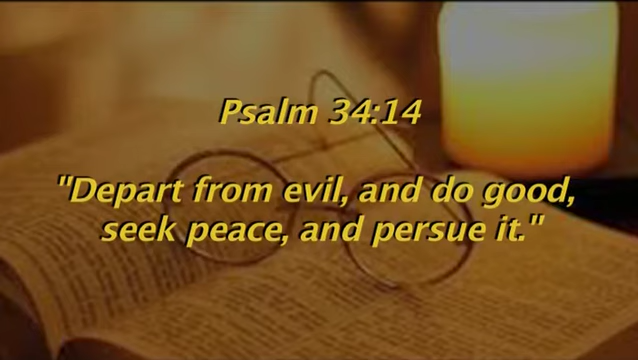 Psalm 34:14
"Depart from evil, and do good,
seek peace, and persue it."